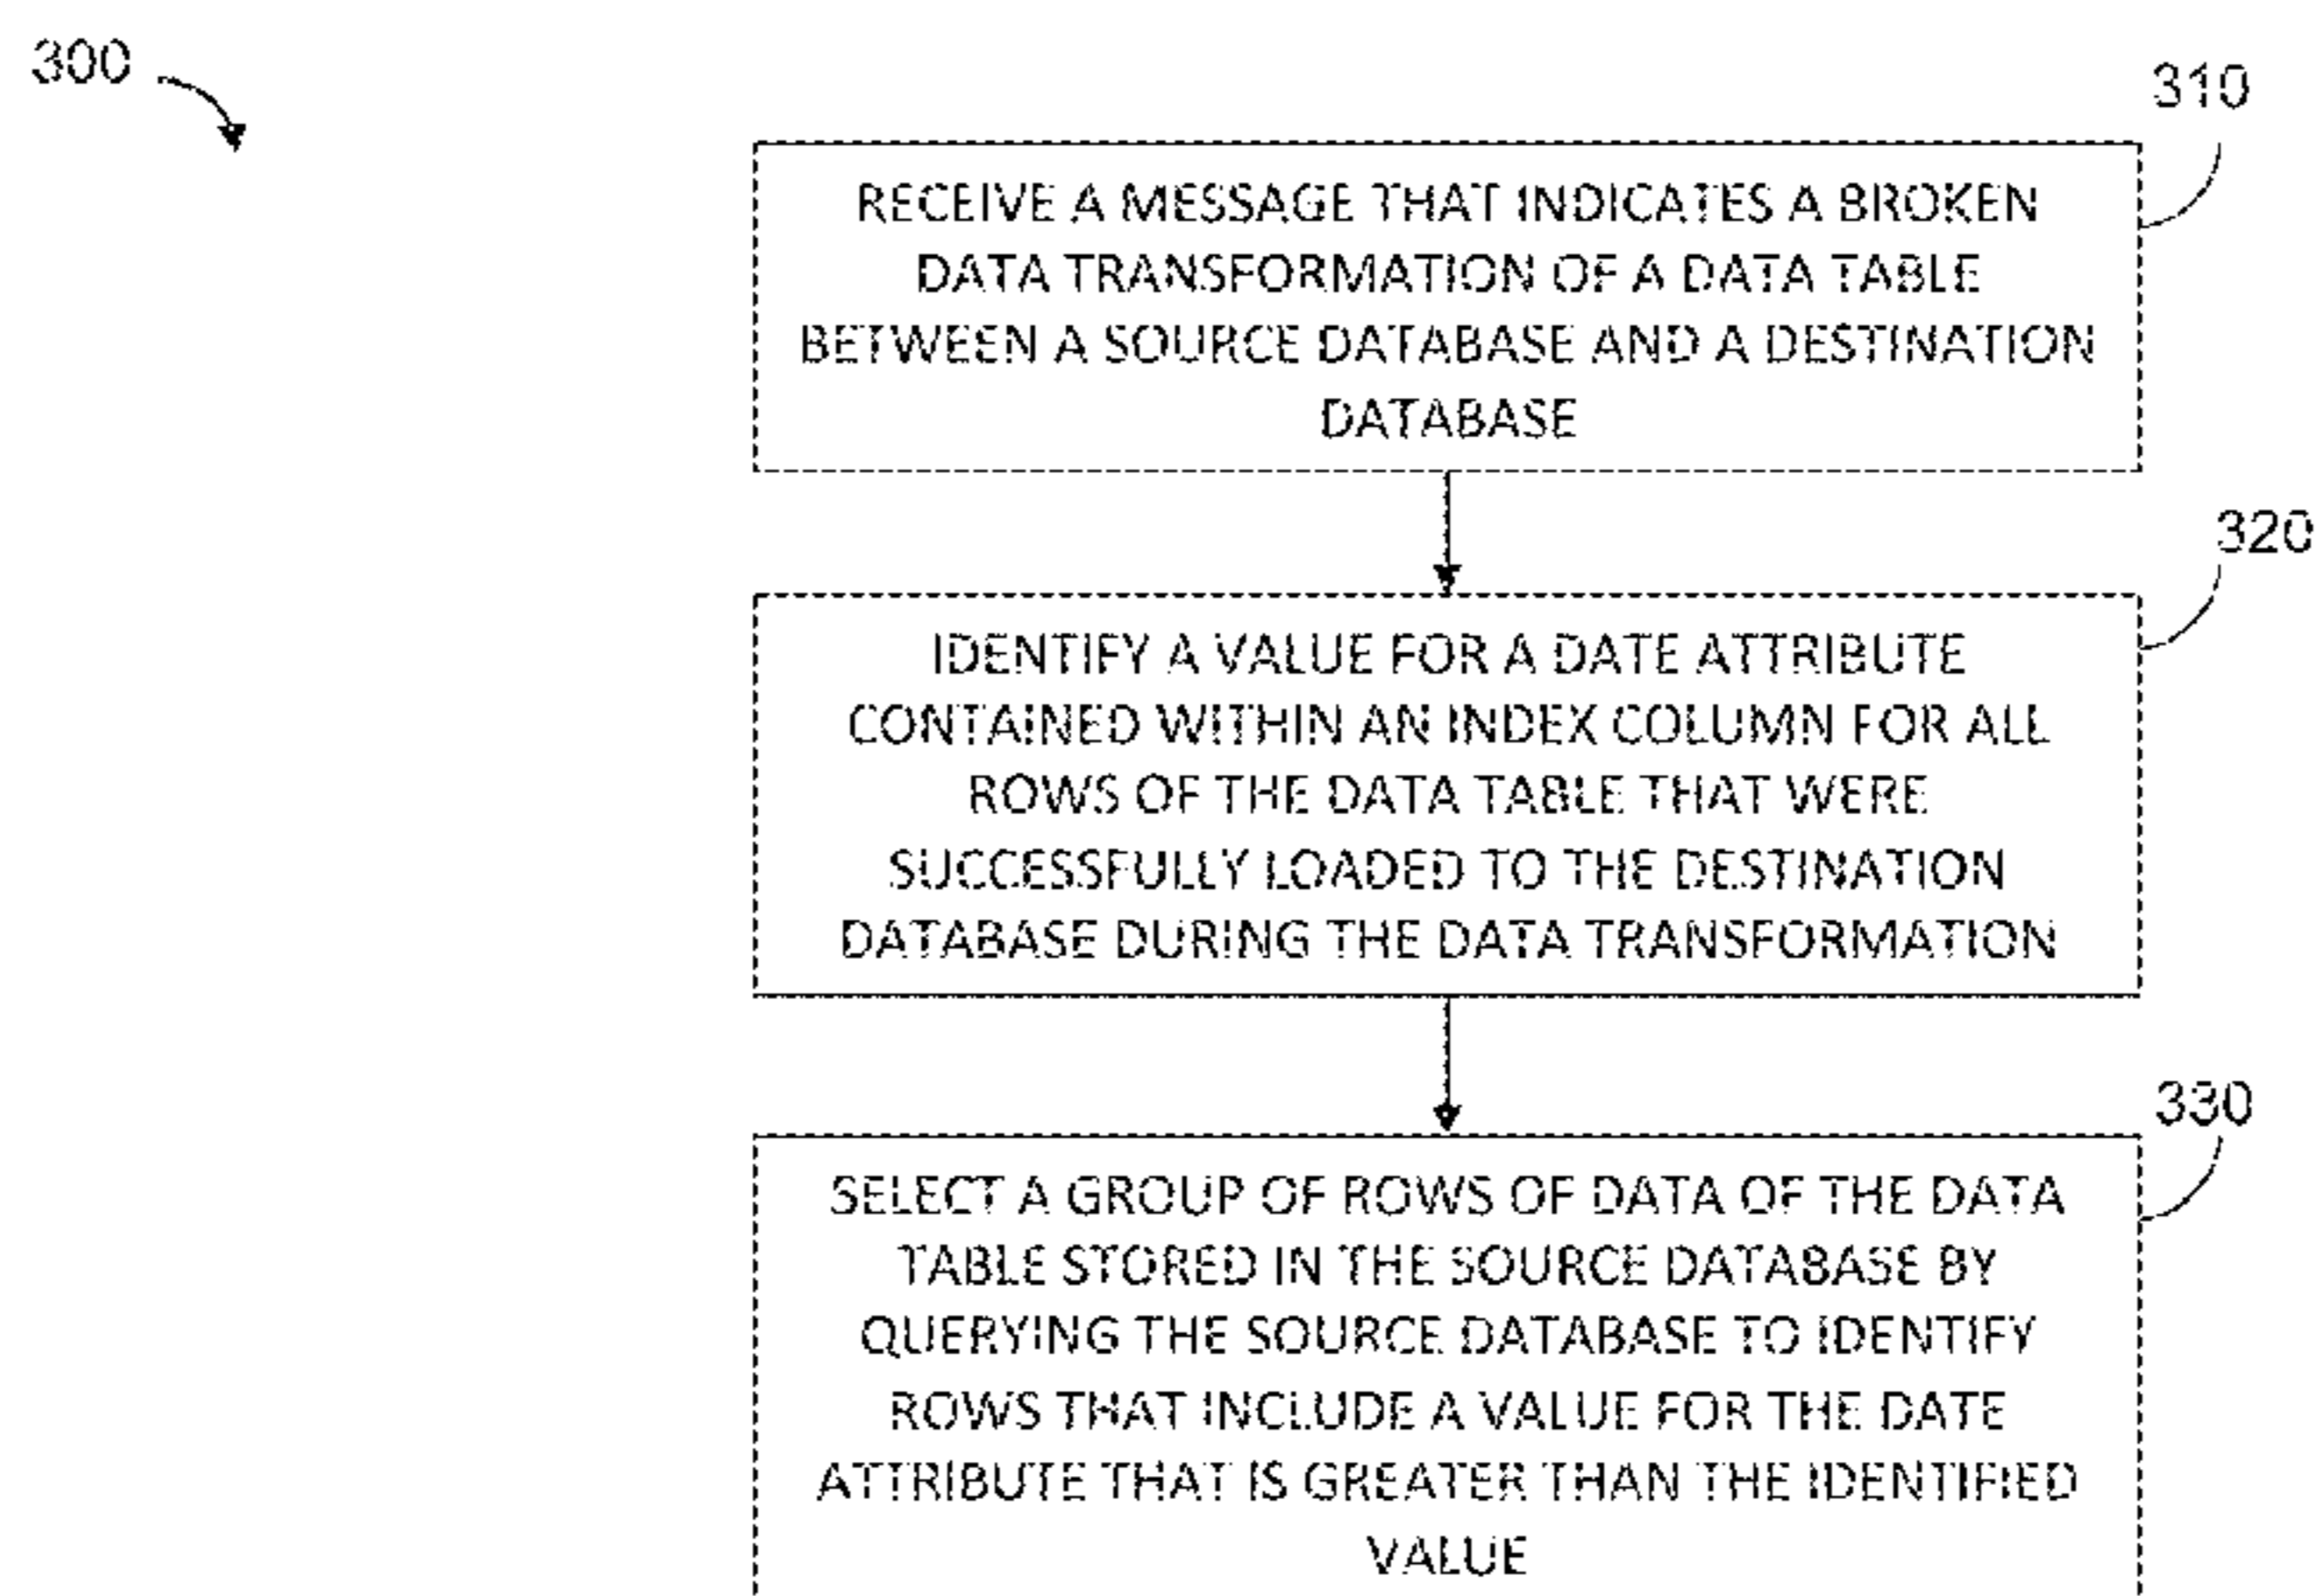 300
310
RECEIVE A MESSAGE THAT INDICATES A BROKEN
DATA TRANSFORMATION OF A DATA TABLE
BETWEEN A SOURCE DATABASE AND A DESTINATION
DATABASE
320
IDENTIFY A VALUE FOR A DATE ATTRIBUTE
CONTAINED WITHIN AN INDEX COLUMN FOR ALL
ROWS OF THE DATA TABLE THAT WERE
SUCCESSFULLY LOADED TO THE DESTINATION
DATABASE DURING THE DATA TRANSFORMATION
330
SELECT A GROUP OF ROWS OF DATA OF THE DATA
TABLE STORED IN THE SOURCE DATABASE BY
QUERYING THE SOURCE DATABASE TO IDENTIFY
ROWS THAT INCLUDE A VALUE FOR THE DATE
ATTRIBUTE THAT IS GREATER THAN THE IDENTIFIED
VALUE